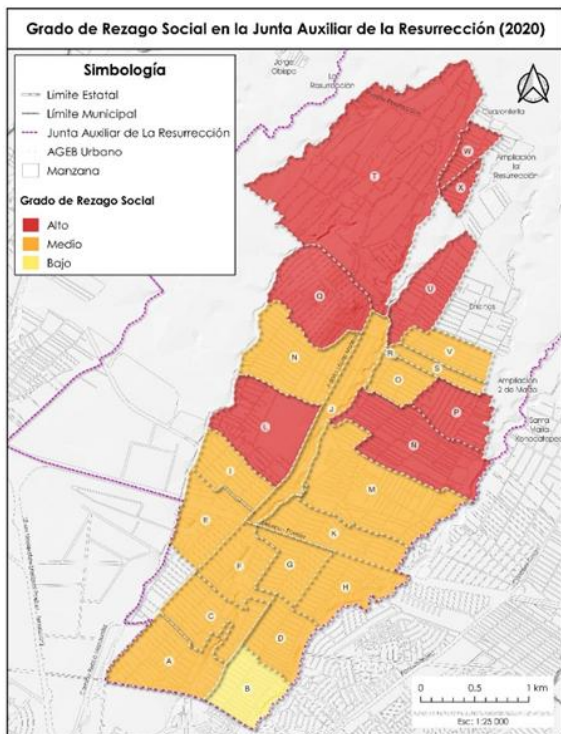 Grado de Rezago Social en la Junta Auxiliar de la Resurrección (2020)
Simbología
Límite Estatal
Límite Municipal
Junta Auxiliar de La Resurrección
AGEB Urbano
Manzana
Grado de Rezago Social
Alto
Medio
Bajo
Jorge
Obispo
La
Resurrección
W
Ampliación
la
Resurrección
T
X
Q
U
N
R
V
S
O
Ampliación
2 de Marzo
J
P
L
Santa
María
Xonacatepec
Ñ
I
M
E
K
F
G
H
C
D
A
B
0 0.5 1 km
Esc: 1:25 000